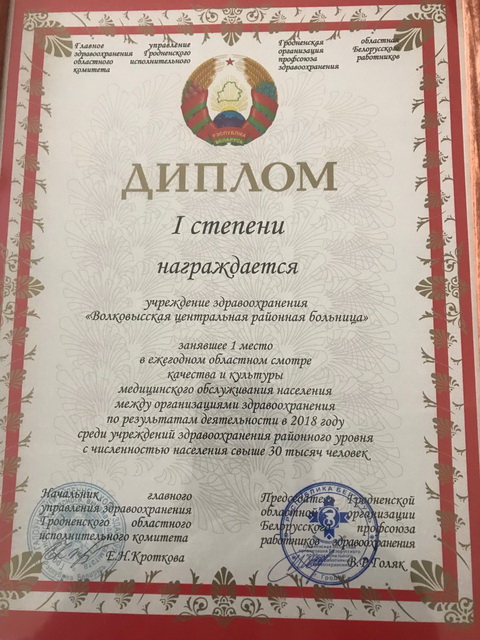 Главное управление
здравоохранения Гродненского
областного исполнительного
комитета
Гродненская областная
организация Белорусского
профсоюза работников
здравоохранения
РЭСПУБЛІКА
БЕЛАРУСЬ
ДИПЛОМ
I степени
награждается
учреждение здравоохранения
«Волковысская центральная районная больница»
занявшее 1 место
в ежегодном областном смотре
качества и культуры
медицинского обслуживания населения
между организациями здравоохранения
по результатам деятельности в 2018 году
среди учреждений здравоохранения районного уровня
с численностью населения свыше 30 тысяч человек
Начальник главного
управления здравоохранения
Гродненского областного
исполнительного комитета
Е.Н.Кроткова
Председатель Гродненской
областной организации
Белорусского профсоюза
работников здравоохранения
В.Р.Голяк